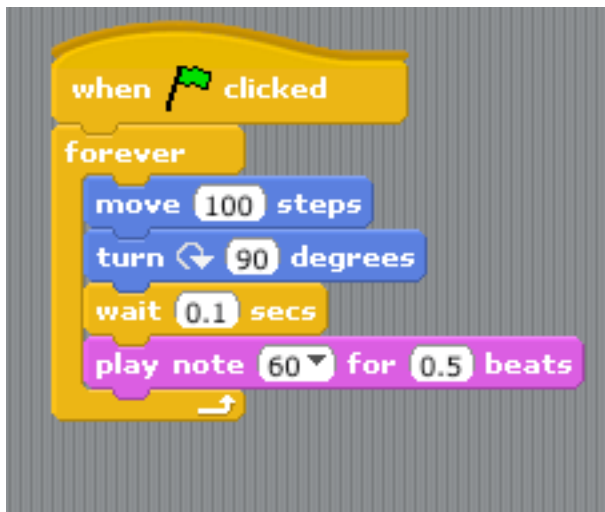 when clicked
forever
move 100 steps
turn 90 degrees
wait 0.1 secs
play note 60 for 0.5 beats